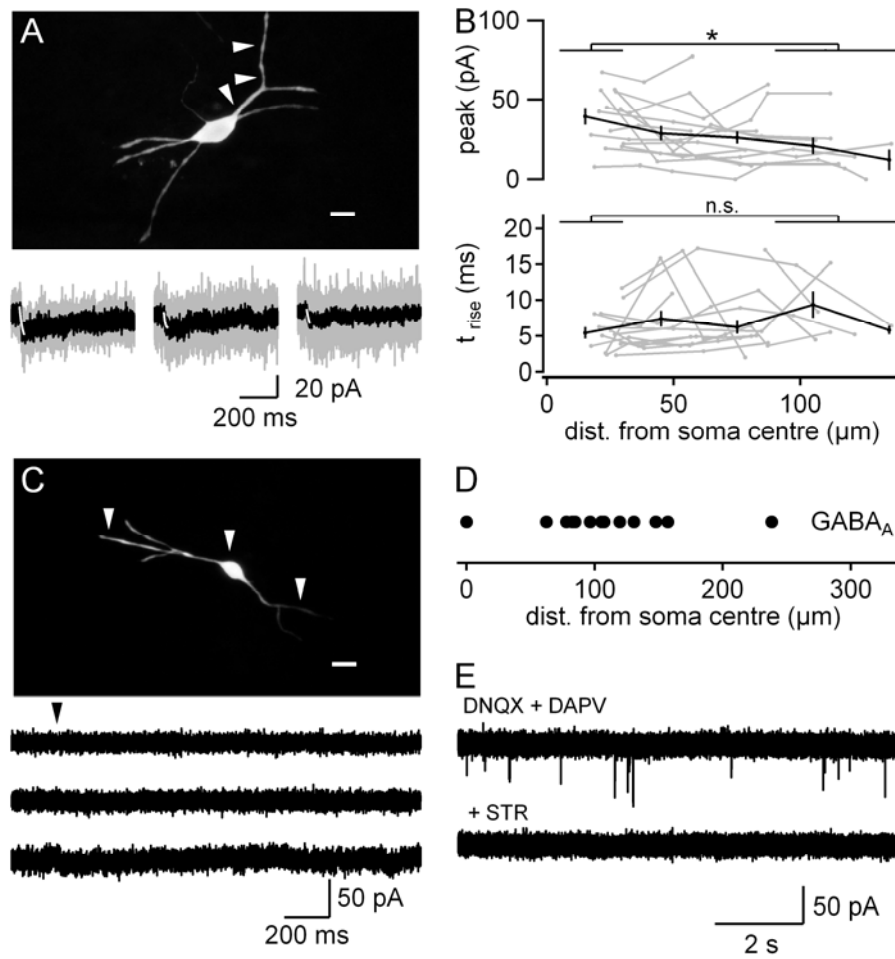 A
20 pA
200 ms
B
*
peak (pA)
100
50
0
n.s.
t rise (ms)
20
15
10
5
0
0 50 100
dist. from soma centre (µm)
C
50 pA
200 ms
D
GABAA
0 100 200 300
dist. from soma centre (µm)
E
DNQX + DAPV
+ STR
50 pA
2 s